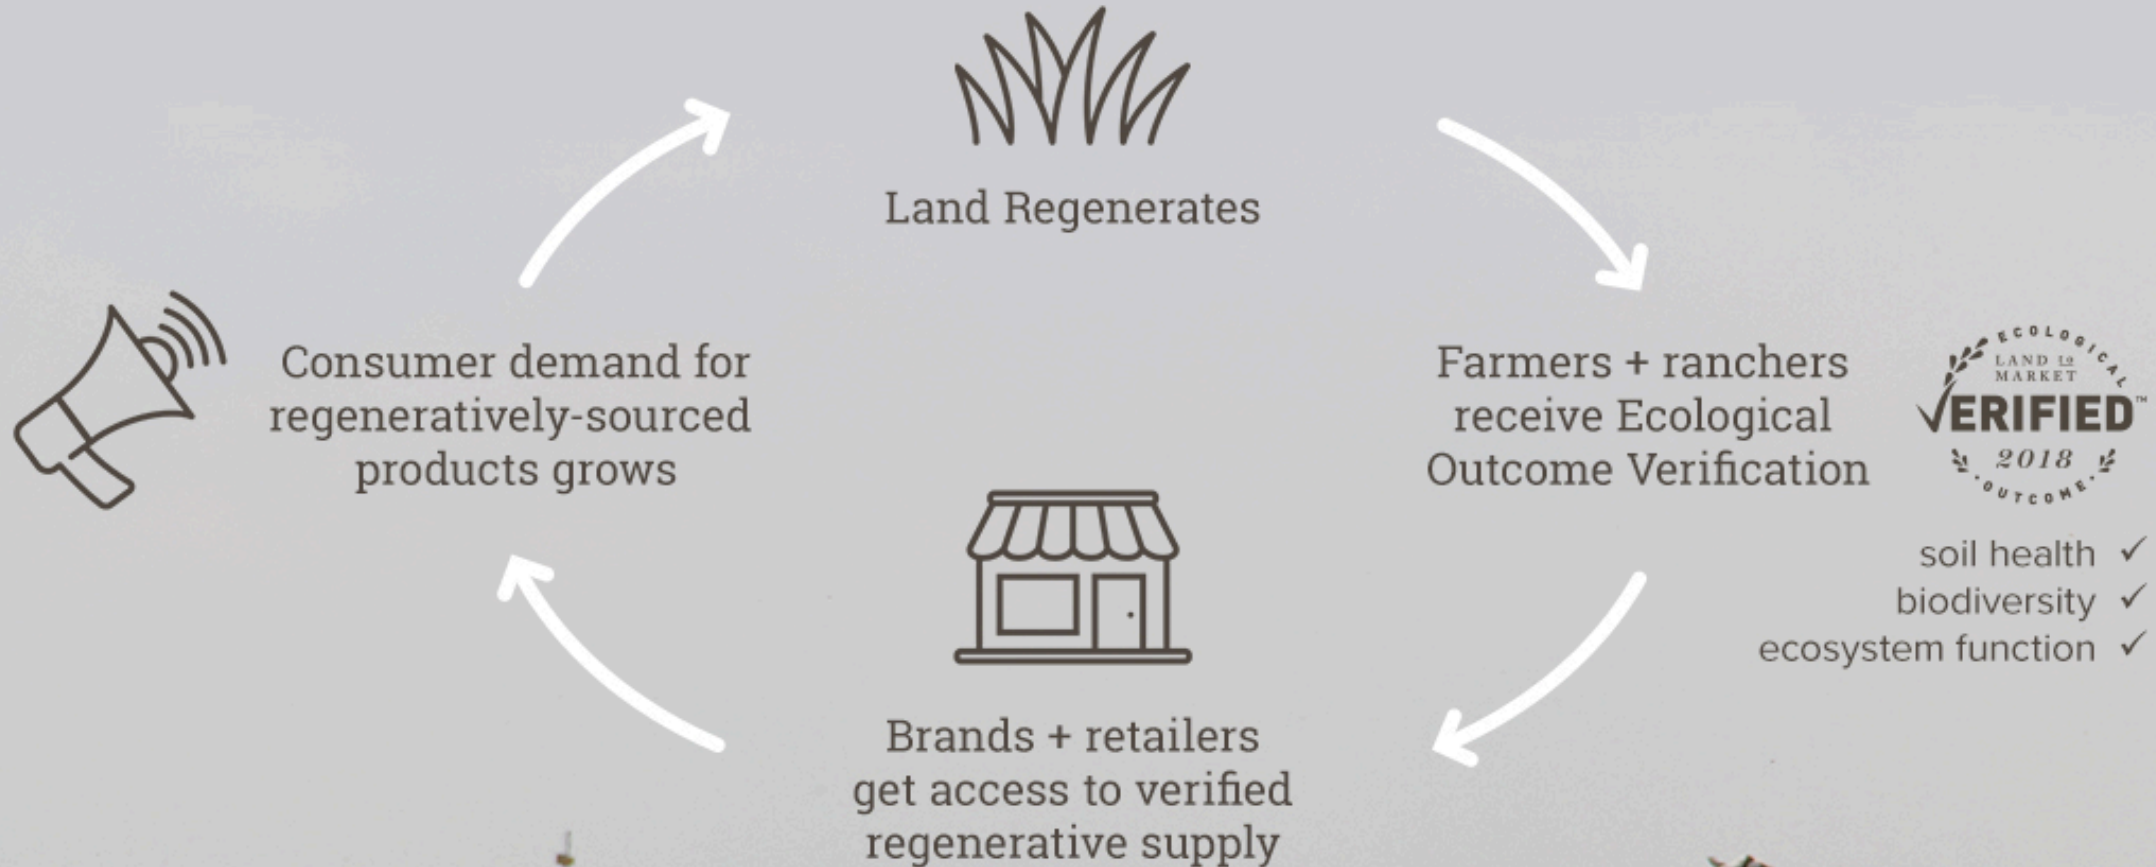 Land Regenerates
Farmers + ranchers
receive Ecological
Outcome Verification
ECOLOGICAL
LAND to
MARKET
VERIFIED™
2018
OUTCOME
soil health ✓
biodiversity ✓
ecosystem function ✓
Brands + retailers
get access to verified
regenerative supply
Consumer demand for
regeneratively-sourced
products grows